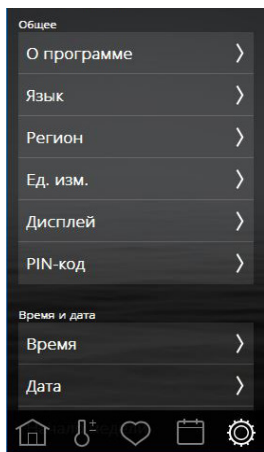 Общее
О программе
Язык
Регион
Ед. изм.
Дисплей
PIN-код
Время и дата
Время
Дата